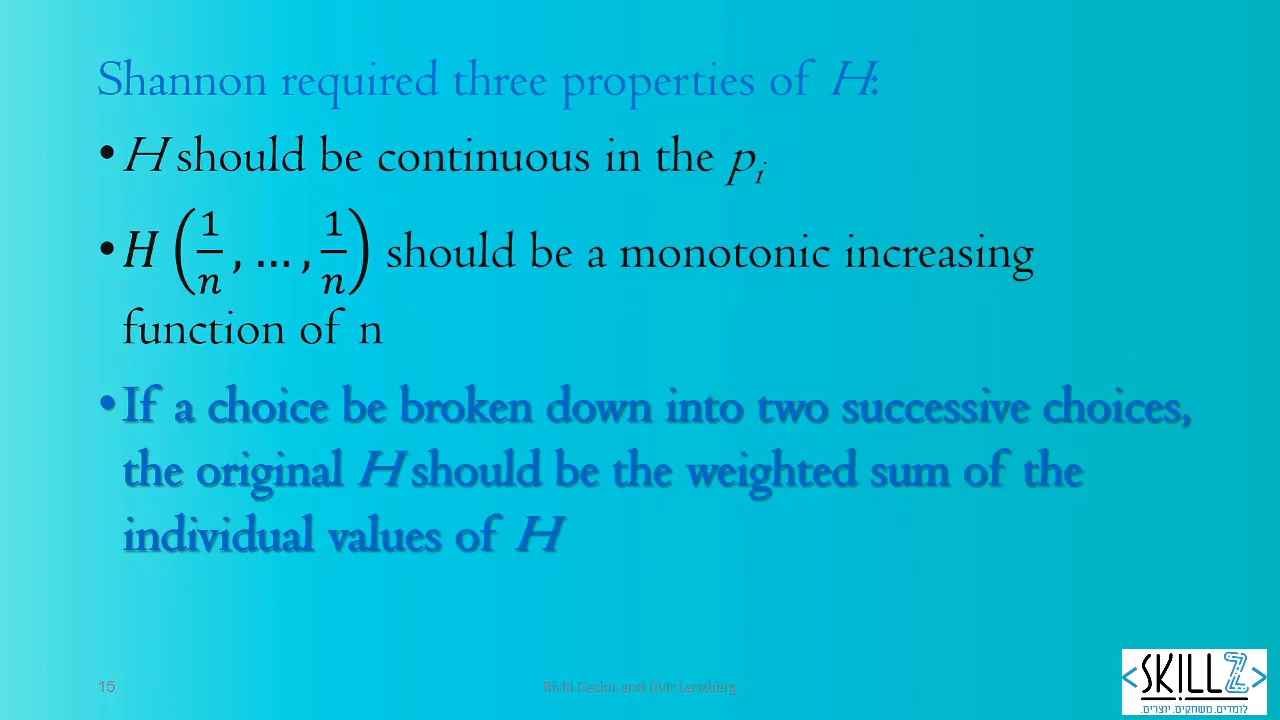 Shannon required three properties of H:
• H should be continuous in the pᵢ
• H (1/n , … , 1/n) should be a monotonic increasing
function of n
• If a choice be broken down into two successive choices,
the original H should be the weighted sum of the
individual values of H
15
Rivki Gadot and Dvir Lanzberg
<SKILLZ>
לומדים. משחקים. יוצרים.